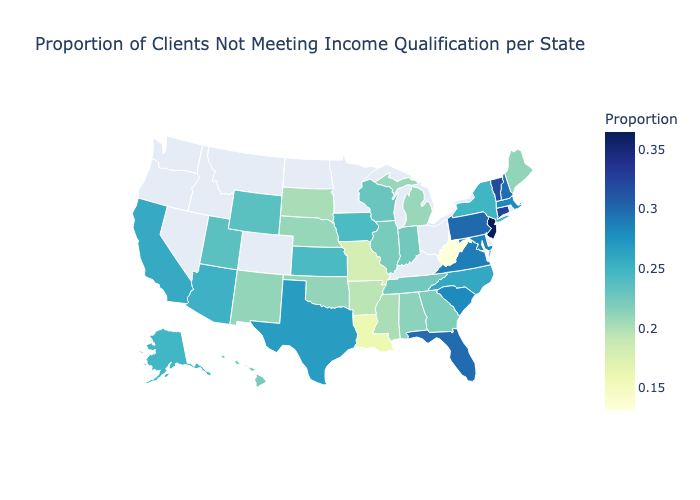 Proportion of Clients Not Meeting Income Qualification per State
Proportion
0.35
0.3
0.25
0.2
0.15